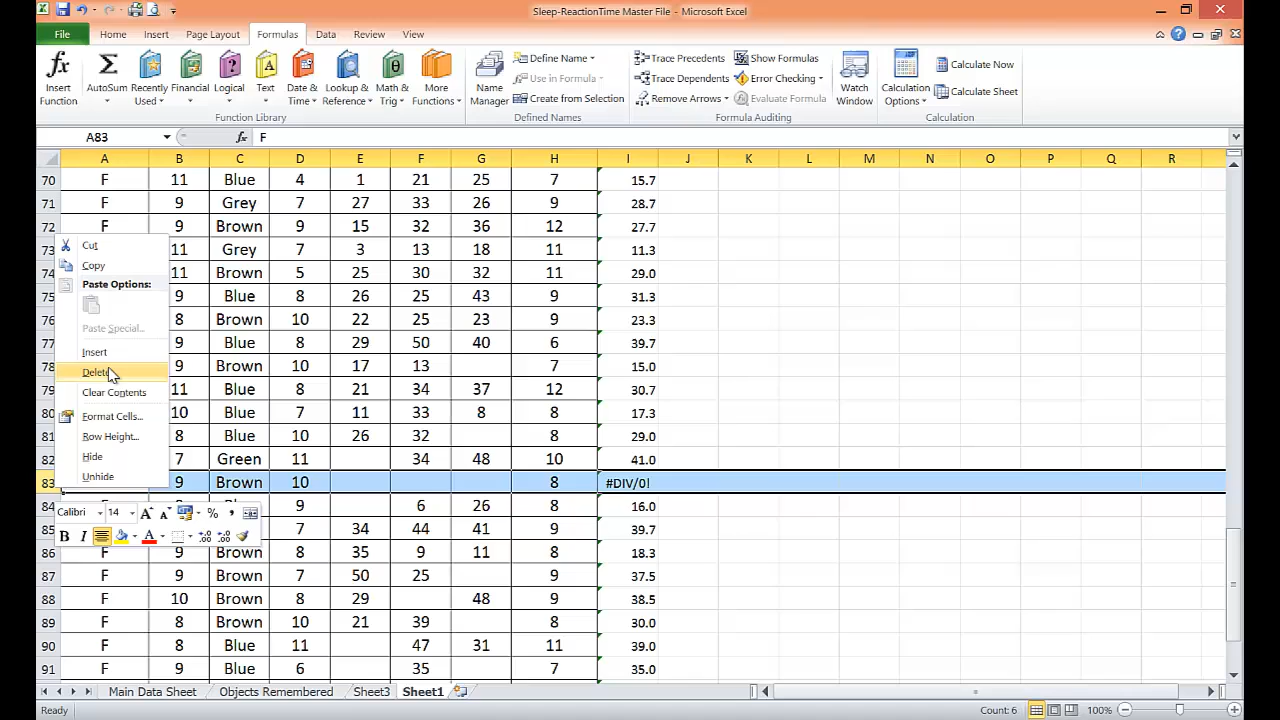 Sleep-ReactionTime Master File - Microsoft Excel
File Home Insert Page Layout Formulas Data Review View
Insert Function
AutoSum
Recently Used
Financial
Logical
Text
Date & Time
Lookup & Reference
Math & Trig
More Functions
Function Library
Name Manager
Define Name
Use in Formula
Create from Selection
Defined Names
Trace Precedents
Trace Dependents
Remove Arrows
Show Formulas
Error Checking
Evaluate Formula
Formula Auditing
Watch Window
Calculation Options
Calculate Now
Calculate Sheet
Calculation
A83 fx F
A B C D E F G H I J K L M N O P Q R
70 F 11 Blue 4 1 21 25 7 15.7
71 F 9 Grey 7 27 33 26 9 28.7
72 F 9 Brown 9 15 32 36 12 27.7
73 11 Grey 7 3 13 18 11 11.3
74 11 Brown 5 25 30 32 11 29.0
75 9 Blue 8 26 25 43 9 31.3
76 8 Brown 10 22 25 23 9 23.3
77 9 Blue 8 29 50 40 6 39.7
78 9 Brown 10 17 13 7 15.0
79 11 Blue 8 21 34 37 12 30.7
80 10 Blue 7 11 33 8 8 17.3
81 8 Blue 10 26 32 8 29.0
82 7 Green 11 34 48 10 41.0
83 9 Brown 10 8 #DIV/0!
84 9 6 26 8 16.0
85 7 34 44 41 9 39.7
86 F 9 Brown 8 35 9 11 8 18.3
87 F 9 Brown 7 50 25 9 37.5
88 F 10 Brown 8 29 48 9 38.5
89 F 8 Brown 10 21 39 8 30.0
90 F 8 Blue 11 47 31 11 39.0
91 F 9 Blue 6 35 7 35.0
Cut
Copy
Paste Options:
Paste Special...
Insert
Delete
Clear Contents
Format Cells...
Row Height...
Hide
Unhide
Calibri 14 A A % ,
B I A
Main Data Sheet Objects Remembered Sheet3 Sheet1
Ready Count: 6 100%